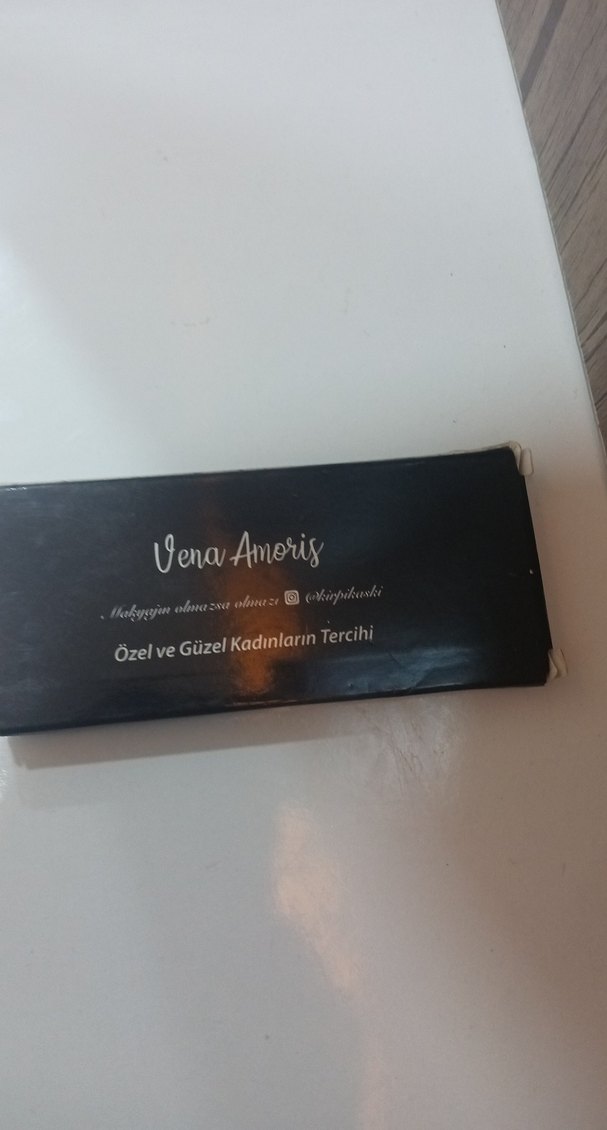 Vena Amoris
Makyajın olmazsa olmazı @kirpikaski
Özel ve Güzel Kadınların Tercihi